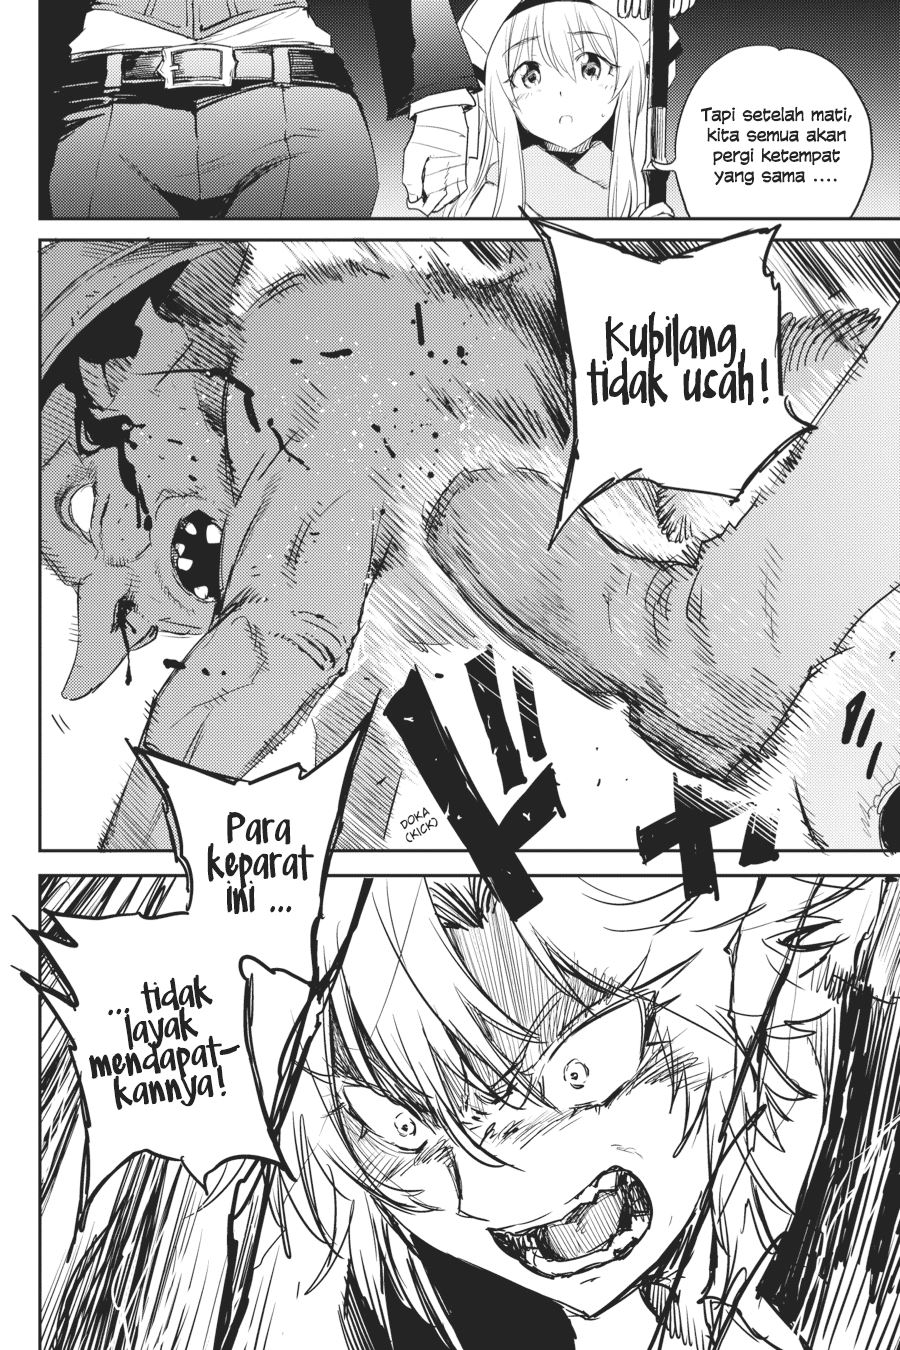 Tapi setelah mati,
kita semua akan
pergi ketempat
yang sama ....
Kubilang,
tidak usah!
DOKA
(KICK)
Para
keparat
ini ...
... tidak
layak
mendapat-
kannya!